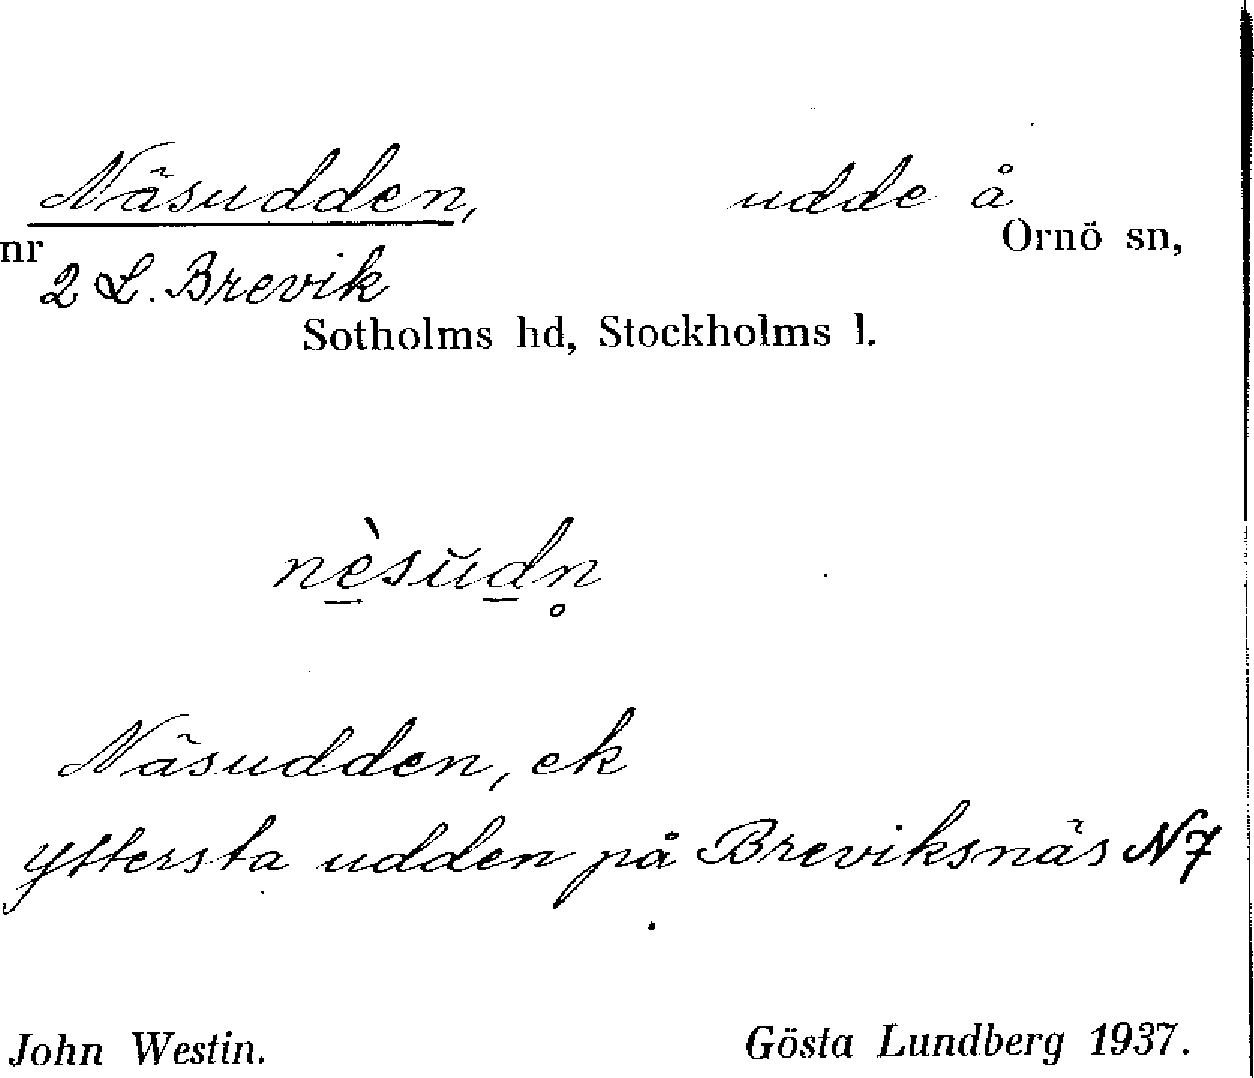 Näsudden, udde å
Ornö sn,
nr 2 L. Brevik
Sotholms hd, Stockholms l.
nèsŭdn̥
Näsudden, ek
yttersta udden på Breviksnäs N7
John Westin. Gösta Lundberg 1937.